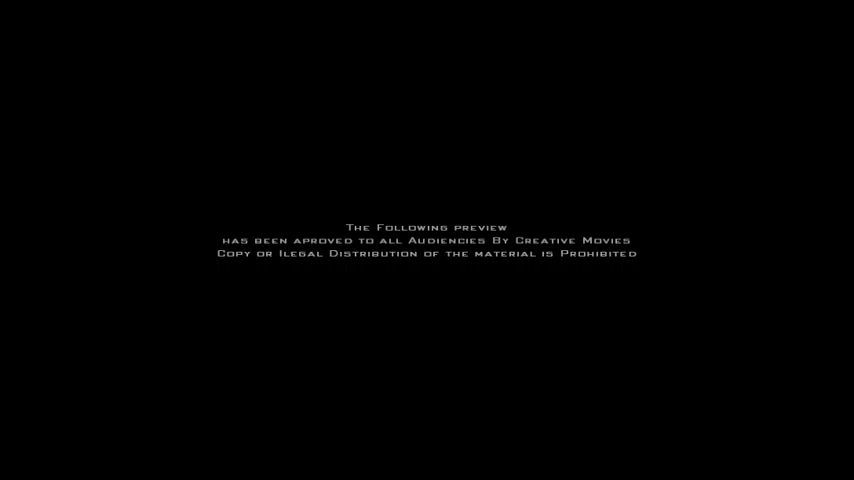 The Following preview
has been aproved to all Audiencies By Creative Movies
Copy or Ilegal Distribution of the material is Prohibited